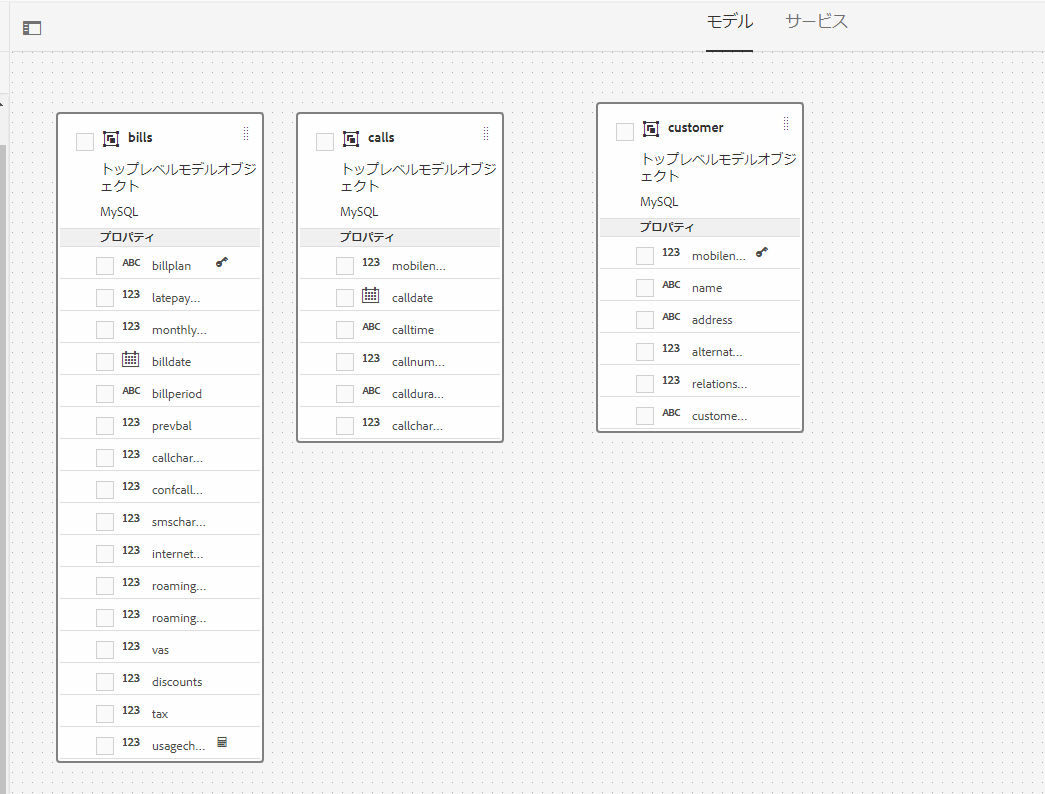 モデル サービス
bills
トップレベルモデルオブジ
ェクト
MySQL
プロパティ
ABC billplan
123 latepay...
123 monthly...
billdate
ABC billperiod
123 prevbal
123 callchar...
123 confcall...
123 smschar...
123 internet...
123 roaming...
123 roaming...
123 vas
123 discounts
123 tax
123 usagech...
calls
トップレベルモデルオブジ
ェクト
MySQL
プロパティ
123 mobilen...
calldate
ABC calltime
123 callnum...
ABC calldura...
123 callchar...
customer
トップレベルモデルオブジ
ェクト
MySQL
プロパティ
123 mobilen...
ABC name
ABC address
123 alternat...
123 relations...
ABC custome...